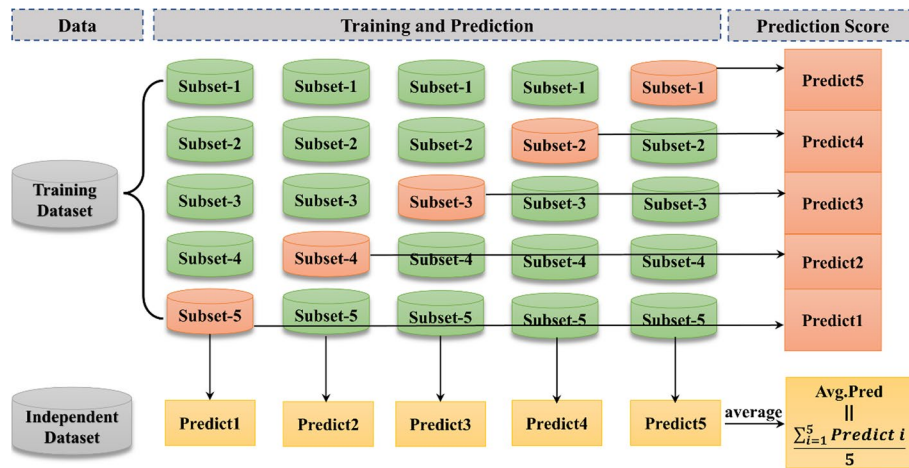 Data Training and Prediction Prediction Score
Subset-1 Subset-1 Subset-1 Subset-1 Subset-1 Predict5
Subset-2 Subset-2 Subset-2 Subset-2 Subset-2 Predict4
Training
Dataset
Subset-3 Subset-3 Subset-3 Subset-3 Subset-3 Predict3
Subset-4 Subset-4 Subset-4 Subset-4 Subset-4 Predict2
Subset-5 Subset-5 Subset-5 Subset-5 Subset-5 Predict1
Independent
Dataset
Predict1 Predict2 Predict3 Predict4 Predict5 average
Avg.Pred
=
∑⁵ᵢ₌₁ Predict i
5